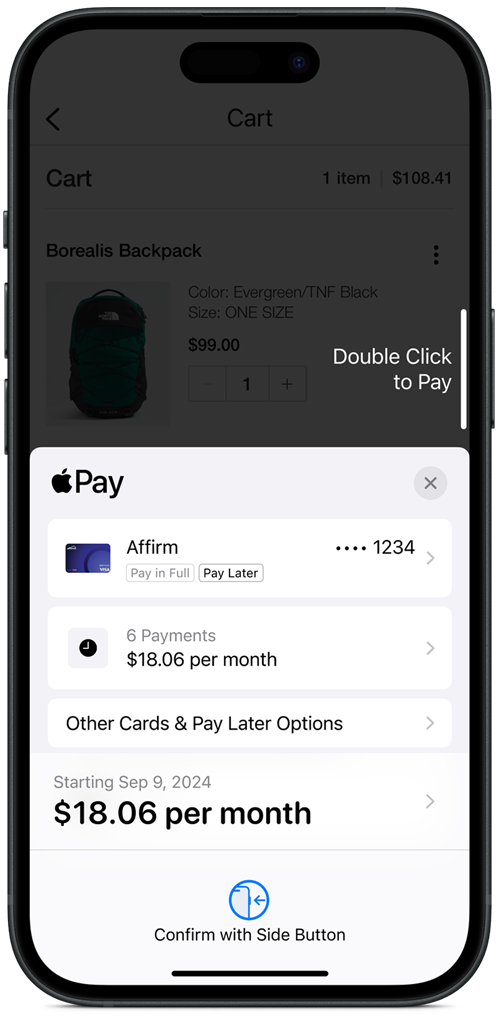 Cart
Cart
1 item | $108.41
Borealis Backpack
Color: Evergreen/TNF Black
Size: ONE SIZE
$99.00
− 1 +
Double Click
to Pay
Pay
Affirm
•••• 1234
Pay in Full Pay Later
6 Payments
$18.06 per month
Other Cards & Pay Later Options
Starting Sep 9, 2024
$18.06 per month
Confirm with Side Button